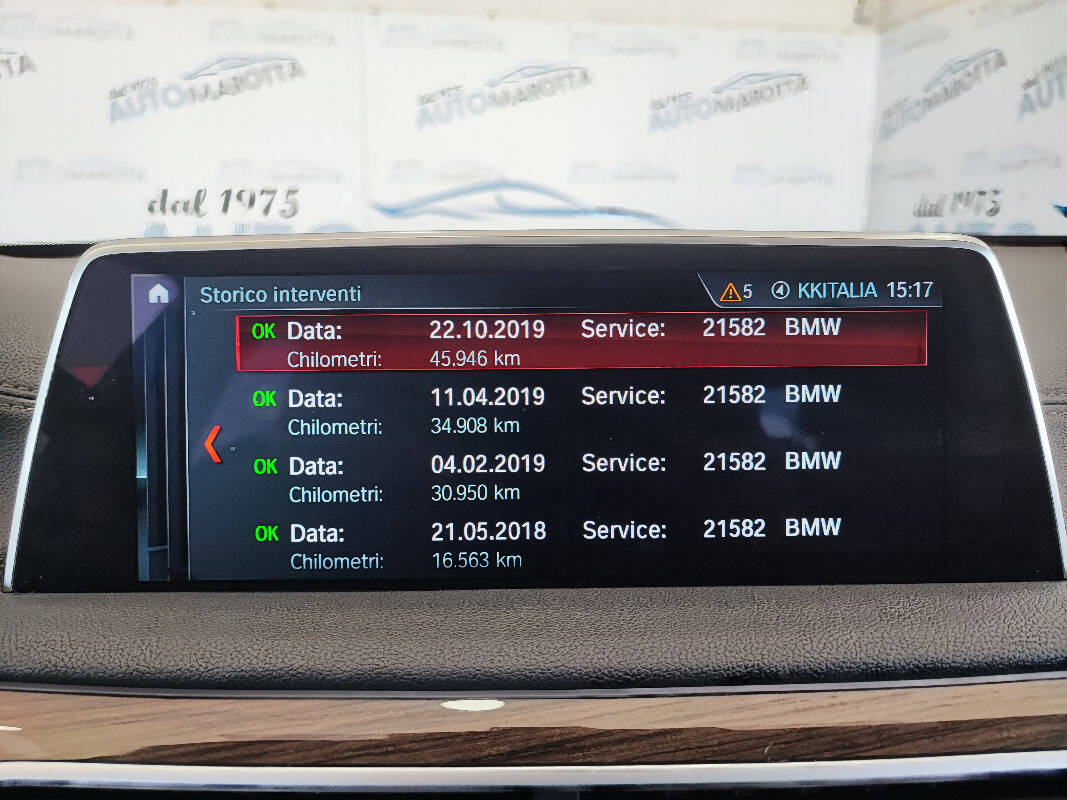 AUTOMAROTTA
AUTOMAROTTA
AUTOMAROTTA
AUTOMAROTTA
dal 1975
dal 1975
Storico interventi
5 KKITALIA 15:17
OK Data: 22.10.2019 Service: 21582 BMW
Chilometri: 45.946 km
OK Data: 11.04.2019 Service: 21582 BMW
Chilometri: 34.908 km
OK Data: 04.02.2019 Service: 21582 BMW
Chilometri: 30.950 km
OK Data: 21.05.2018 Service: 21582 BMW
Chilometri: 16.563 km